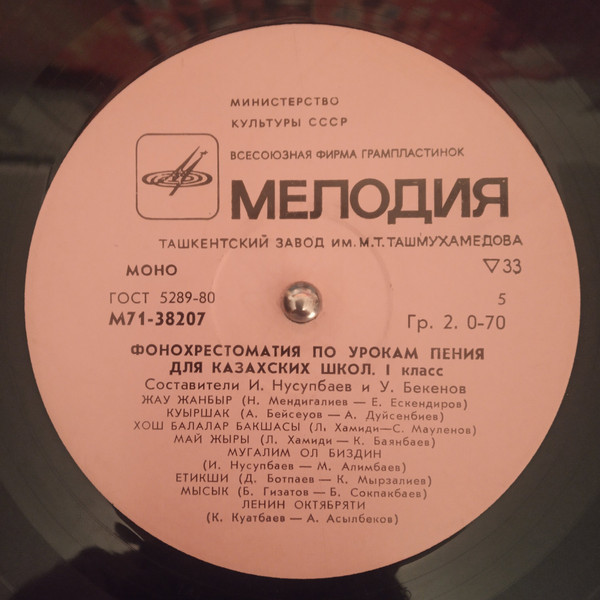 МИНИСТЕРСТВО
КУЛЬТУРЫ СССР
ВСЕСОЮЗНАЯ ФИРМА ГРАМПЛАСТИНОК
МЕЛОДИЯ
ТАШКЕНТСКИЙ ЗАВОД ИМ. М.Т. ТАШМУХАМЕДОВА
МОНО ▽33
ГОСТ 5289-80 5
М71-38207 Гр. 2. 0-70
ФОНОХРЕСТОМАТИЯ ПО УРОКАМ ПЕНИЯ
ДЛЯ КАЗАХСКИХ ШКОЛ. I класс
Составители И. Нусупбаев и У. Бекенов
ЖАУ ЖАНБЫР (Н. Мендигалиев — Е. Ескендиров)
КУЫРШАК (А. Бейсеуов — А. Дуйсенбиев)
ХОШ БАЛАЛАР БАКШАСЫ (Л. Хамиди — С. Мауленов)
МАЙ ЖЫРЫ (Л. Хамиди — К. Баянбаев)
МУГАЛИМ ОЛ БИЗДИН
(И. Нусупбаев — М. Алимбаев)
ЕТИКШИ (Д. Ботпаев — К. Мырзалиев)
МЫСЫК (Б. Гизатов — Б. Сокпакбаев)
ЛЕНИН ОКТЯБРЯТИ
(К. Куатбаев — А. Асылбеков)